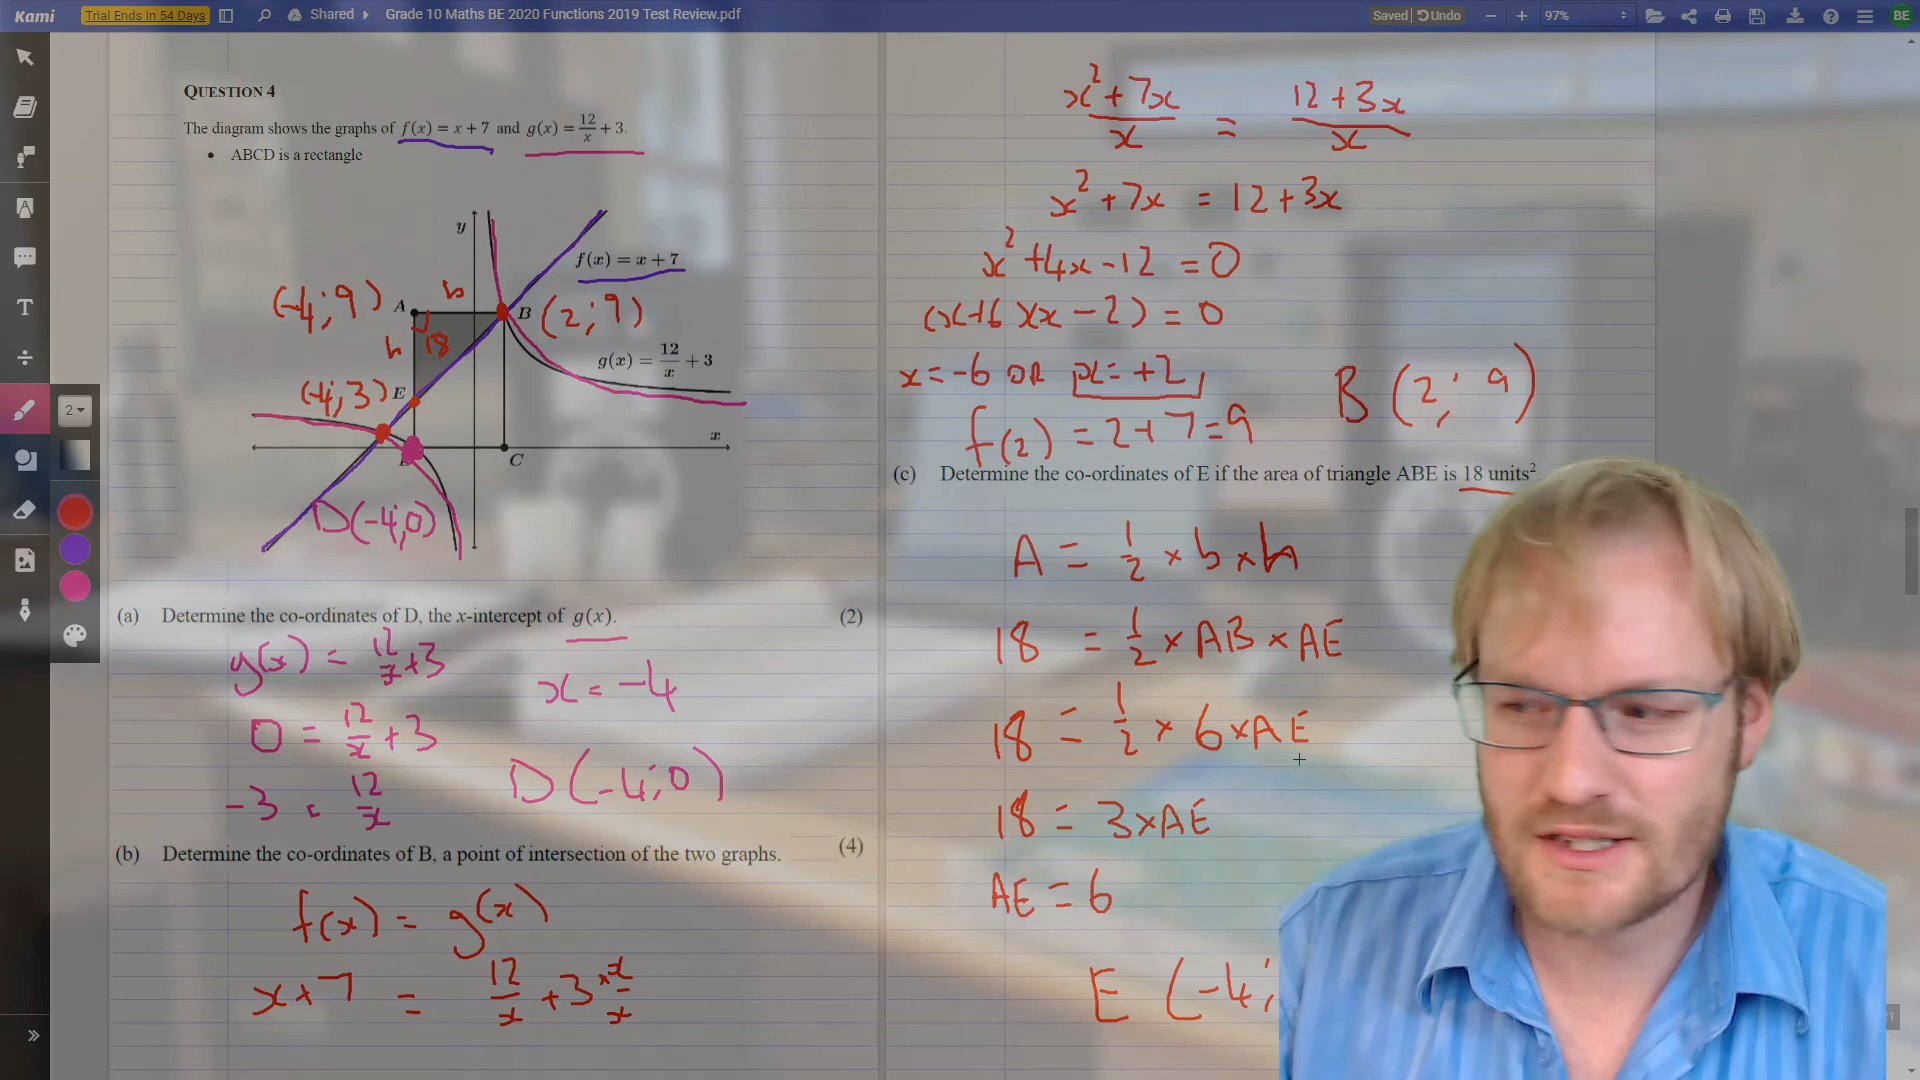 Kami
Trial Ends In 54 Days
Shared
Grade 10 Maths BE 2020 Functions 2019 Test Review.pdf
Saved
Undo
97%
BE
2
QUESTION 4
The diagram shows the graphs of f(x) = x + 7 and g(x) = 12/x + 3.
• ABCD is a rectangle
y
f(x) = x + 7
(-4;9) A b B (2;9)
h 18
g(x) = 12/x + 3
(-4;3) E
x
C
D(-4;0)
(a) Determine the co-ordinates of D, the x-intercept of g(x). (2)
g(x) = 12/x + 3
x = -4
0 = 12/x + 3
D(-4;0)
-3 = 12/x
(b) Determine the co-ordinates of B, a point of intersection of the two graphs. (4)
f(x) = g(x)
x + 7 = 12/x + 3 × x/x
x² + 7x / x = 12 + 3x / x
x² + 7x = 12 + 3x
x² + 4x - 12 = 0
(x+6)(x-2) = 0
x = -6 OR x = +2
B (2; 9)
f(2) = 2 + 7 = 9
(c) Determine the co-ordinates of E if the area of triangle ABE is 18 units²
A = 1/2 × b × h
18 = 1/2 × AB × AE
18 = 1/2 × 6 × AE
18 = 3 × AE
AE = 6
E (-4;